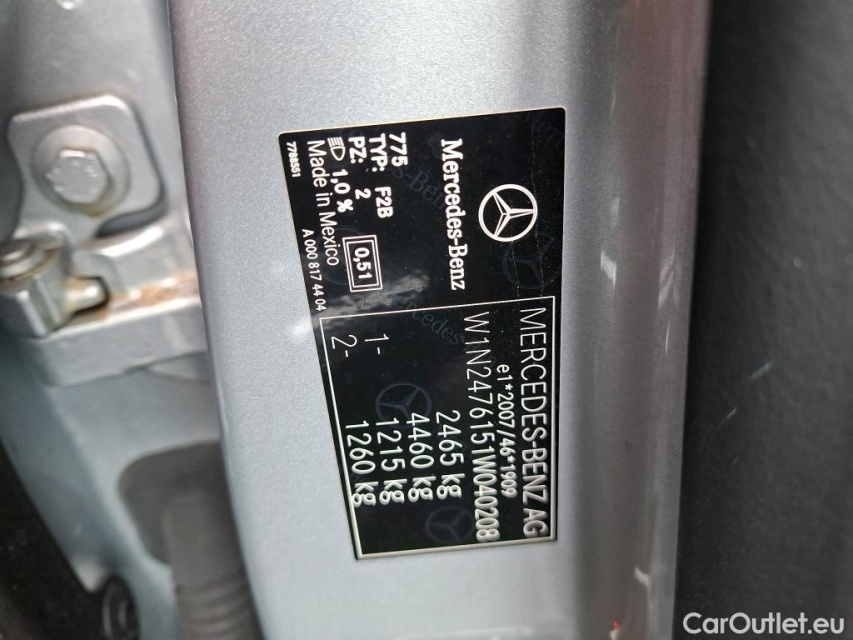 Mercedes-Benz
775
TYP: F2B
PZ: 2
1,0 %
0,51
Made in Mexico
7788551
A 000 817 44 04
MERCEDES-BENZ AG
e1*2007/46*1909
W1N2476151W040208
2465 kg
4460 kg
1- 1215 kg
2- 1260 kg
CarOutlet.eu